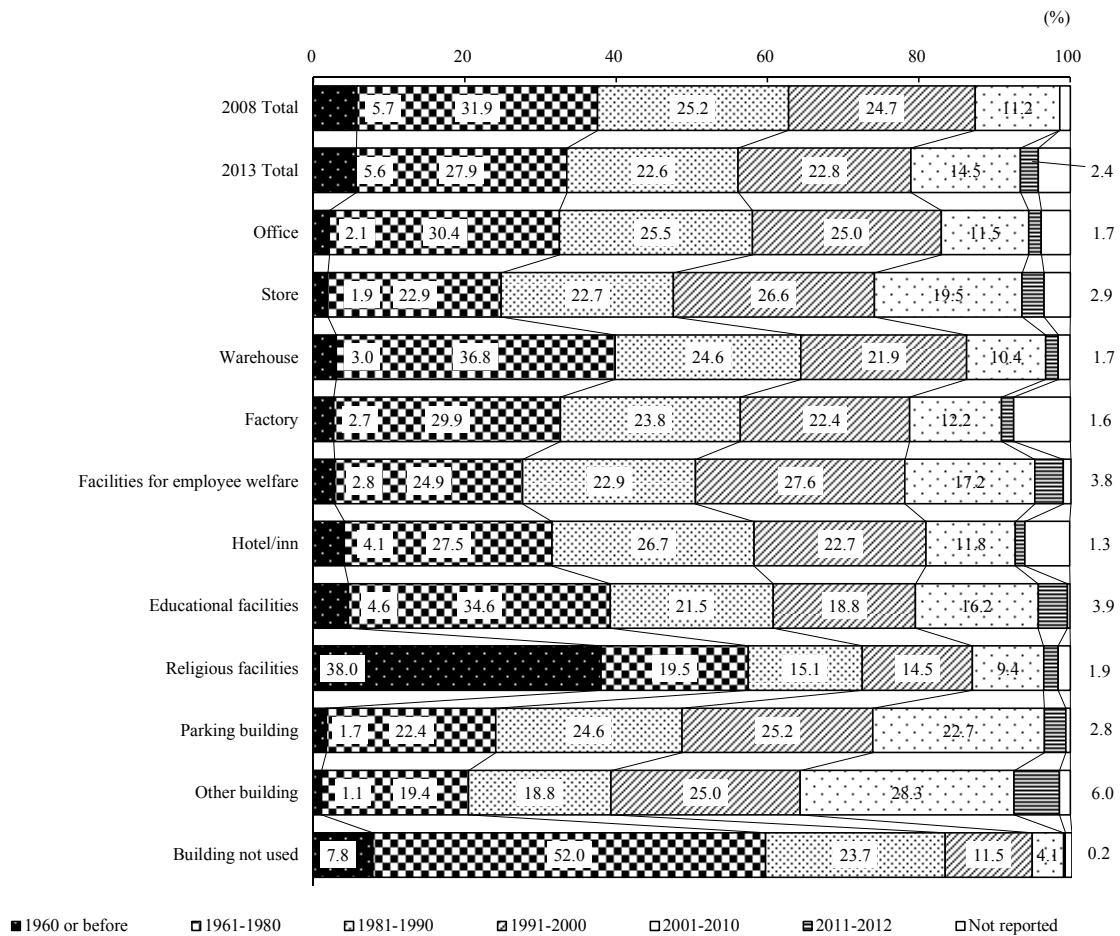 (%)
0 20 40 60 80 100
2008 Total 5.7 31.9 25.2 24.7 11.2
2013 Total 5.6 27.9 22.6 22.8 14.5 2.4
Office 2.1 30.4 25.5 25.0 11.5 1.7
Store 1.9 22.9 22.7 26.6 19.5 2.9
Warehouse 3.0 36.8 24.6 21.9 10.4 1.7
Factory 2.7 29.9 23.8 22.4 12.2 1.6
Facilities for employee welfare 2.8 24.9 22.9 27.6 17.2 3.8
Hotel/inn 4.1 27.5 26.7 22.7 11.8 1.3
Educational facilities 4.6 34.6 21.5 18.8 16.2 3.9
Religious facilities 38.0 19.5 15.1 14.5 9.4 1.9
Parking building 1.7 22.4 24.6 25.2 22.7 2.8
Other building 1.1 19.4 18.8 25.0 28.3 6.0
Building not used 7.8 52.0 23.7 11.5 4.1 0.2
1960 or before 1961-1980 1981-1990 1991-2000 2001-2010 2011-2012 Not reported